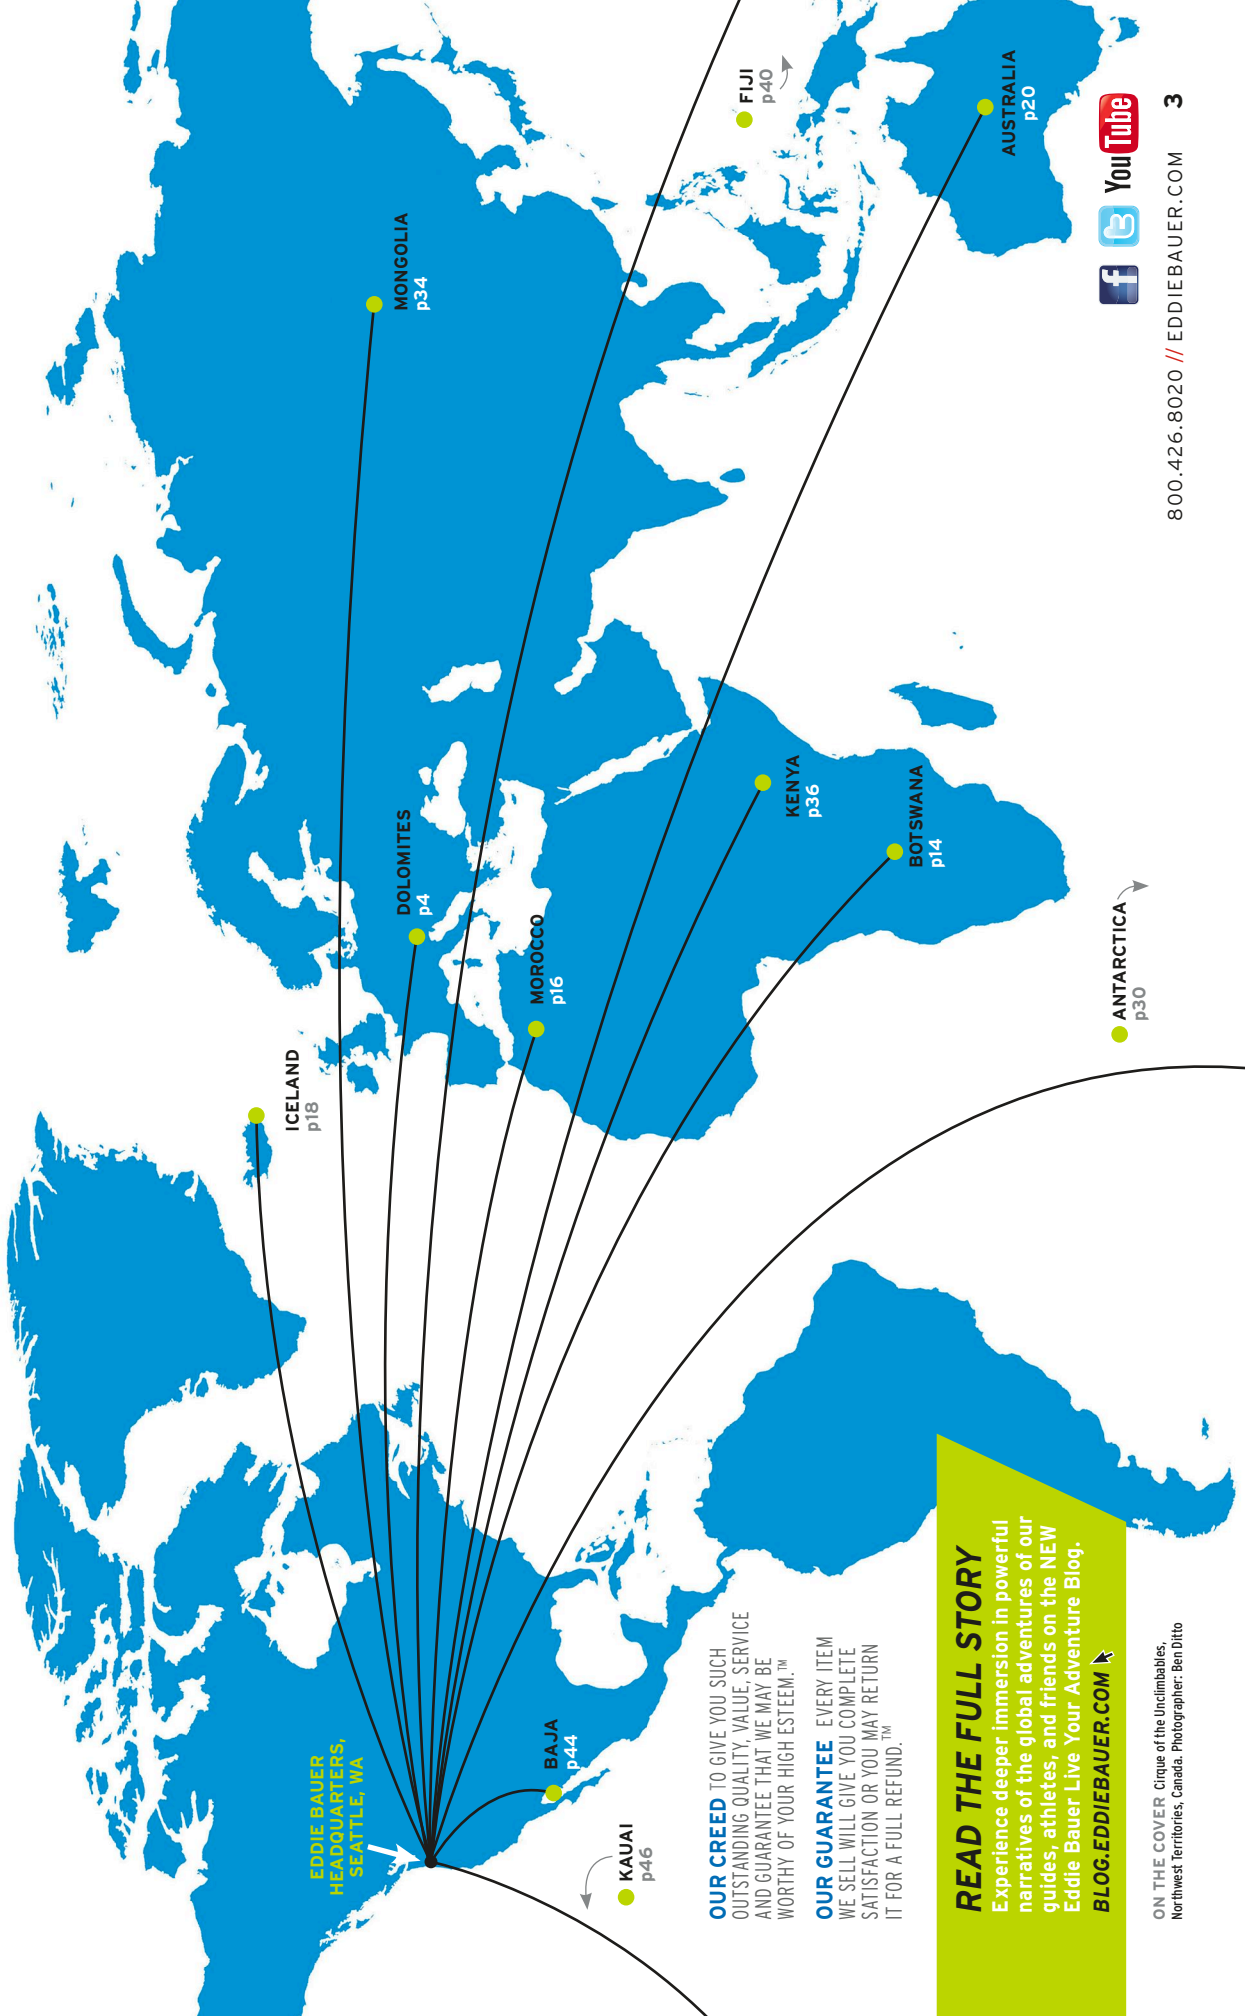 EDDIE BAUER
HEADQUARTERS,
SEATTLE, WA
ICELAND
p18
MONGOLIA
p34
DOLOMITES
p4
MOROCCO
p16
BAJA
p44
KAUAI
p46
FIJI
p40
KENYA
p36
BOTSWANA
p14
AUSTRALIA
p20
ANTARCTICA
p30
OUR CREED TO GIVE YOU SUCH
OUTSTANDING QUALITY, VALUE, SERVICE
AND GUARANTEE THAT WE MAY BE
WORTHY OF YOUR HIGH ESTEEM.™
OUR GUARANTEE EVERY ITEM
WE SELL WILL GIVE YOU COMPLETE
SATISFACTION OR YOU MAY RETURN
IT FOR A FULL REFUND.™
READ THE FULL STORY
Experience deeper immersion in powerful
narratives of the global adventures of our
guides, athletes, and friends on the NEW
Eddie Bauer Live Your Adventure Blog.
BLOG.EDDIEBAUER.COM
ON THE COVER Cirque of the Unclimbables,
Northwest Territories, Canada. Photographer: Ben Ditto
f t YouTube
800.426.8020 // EDDIEBAUER.COM 3